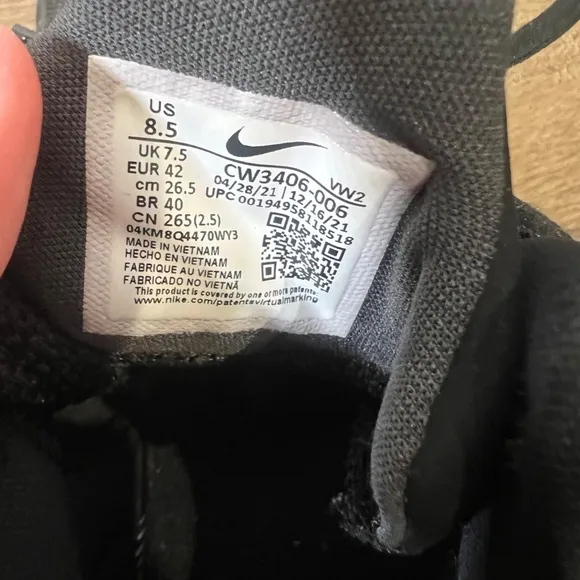 US
8.5
UK 7.5
EUR 42
cm 26.5
BR 40
CN 265(2.5)
04KM8Q4470WY3
MADE IN VIETNAM
HECHO EN VIETNAM
FABRIQUE AU VIETNAM
FABRICADO NO VIETNÃ
This product is covered by one or more patents.
www.nike.com/patentsvirtualmarking
CW3406-006 VW2
04/28/21 | 12/16/21
UPC 00194958118518